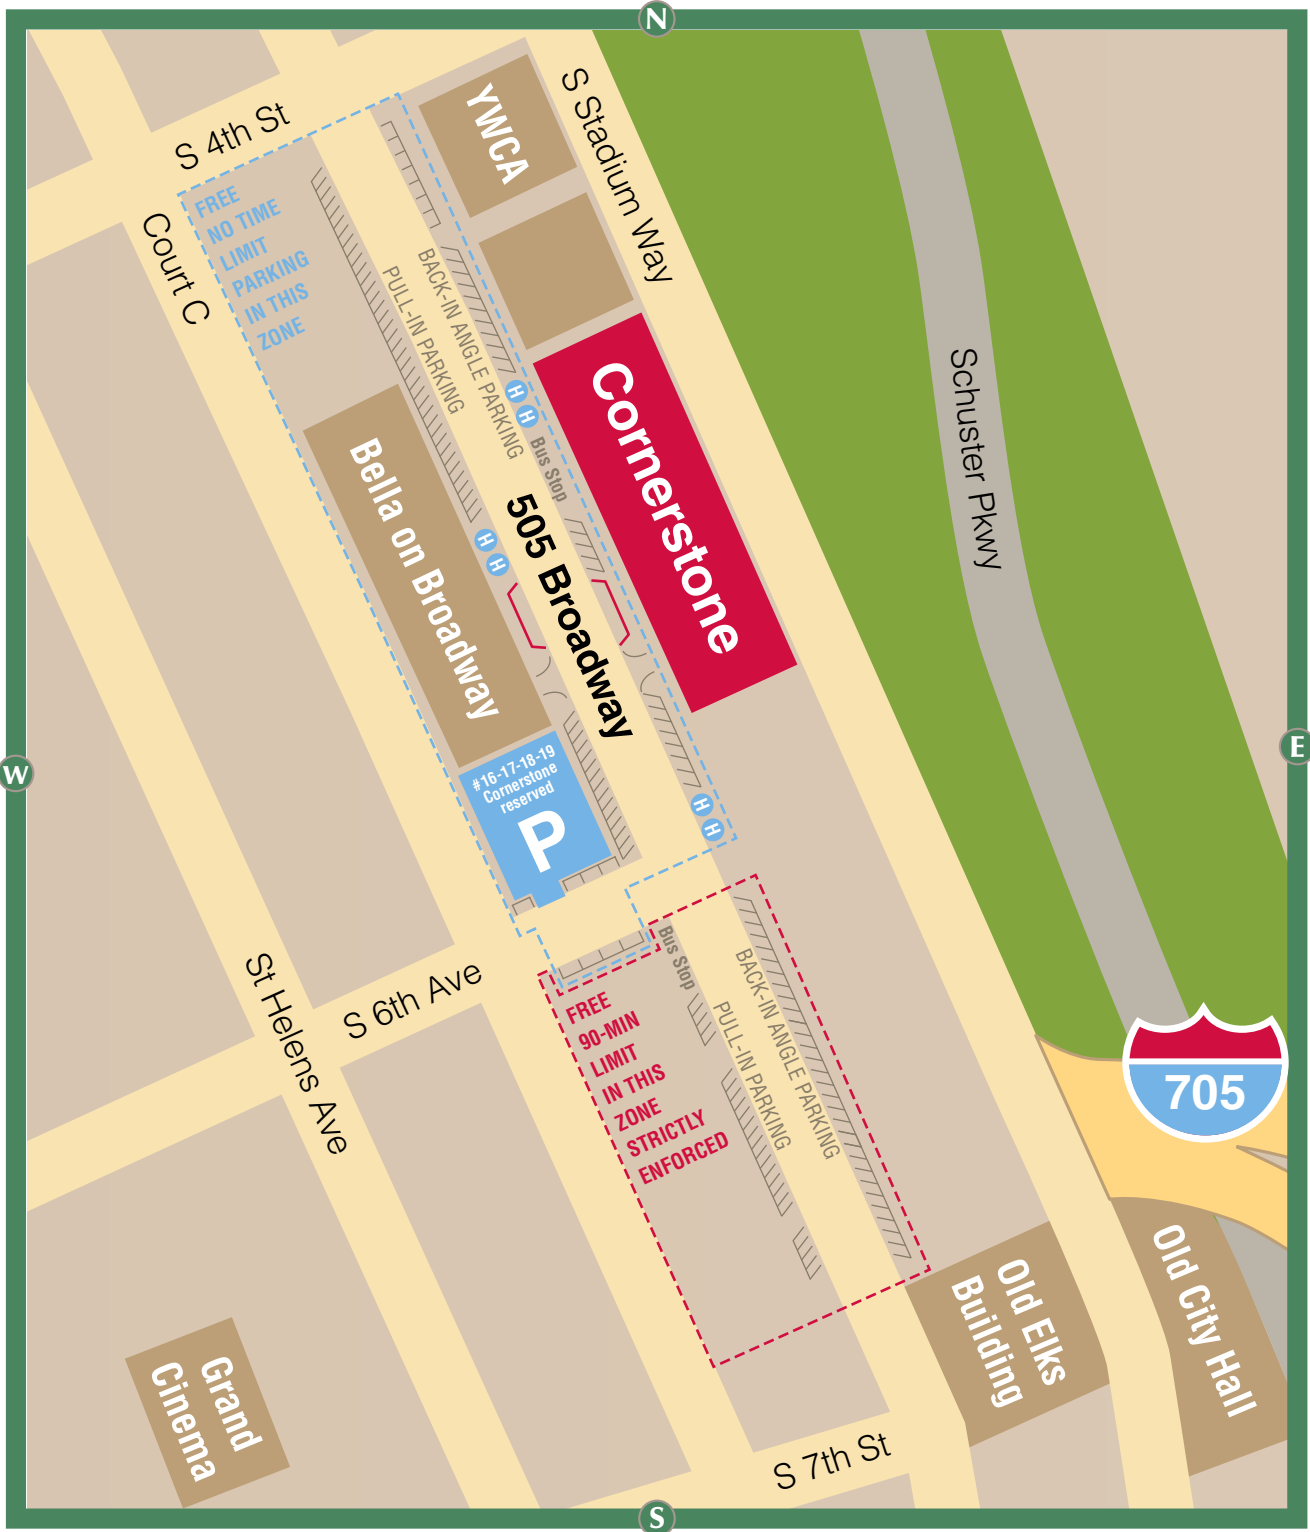 N
S 4th St
YWCA
S Stadium Way
FREE
NO TIME
LIMIT
PARKING
IN THIS
ZONE
Court C
BACK-IN ANGLE PARKING
PULL-IN PARKING
H
H
Bus Stop
Cornerstone
Schuster Pkwy
Bella on Broadway
505 Broadway
H
H
W
E
#16-17-18-19
Cornerstone
reserved
P
H
H
St Helens Ave
S 6th Ave
Bus Stop
BACK-IN ANGLE PARKING
PULL-IN PARKING
FREE
90-MIN
LIMIT
IN THIS
ZONE
STRICTLY
ENFORCED
705
Old City Hall
Old Elks
Building
Grand
Cinema
S 7th St
S